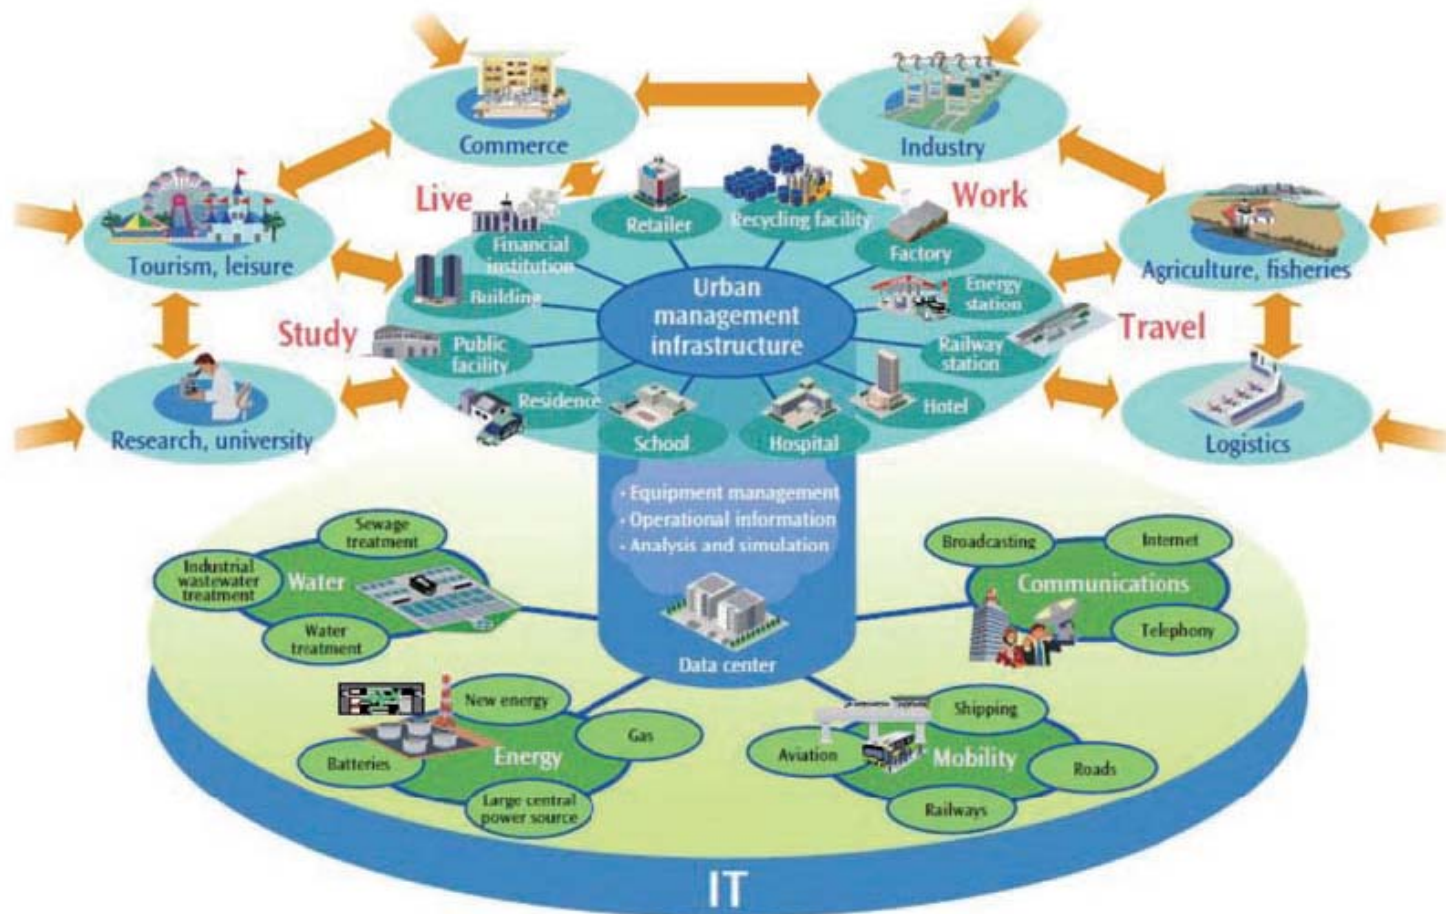 Commerce
Industry
Live
Work
Retailer
Recycling facility
Financial
institution
Factory
Tourism, leisure
Agriculture, fisheries
Building
Urban
management
infrastructure
Energy
station
Study
Travel
Public
facility
Railway
station
Residence
Hotel
School
Hospital
Research, university
Logistics
• Equipment management
• Operational information
• Analysis and simulation
Data center
Sewage
treatment
Industrial
wastewater
treatment
Water
Water
treatment
Broadcasting
Internet
Communications
Telephony
New energy
Gas
Batteries
Energy
Large central
power source
Shipping
Aviation
Mobility
Roads
Railways
IT